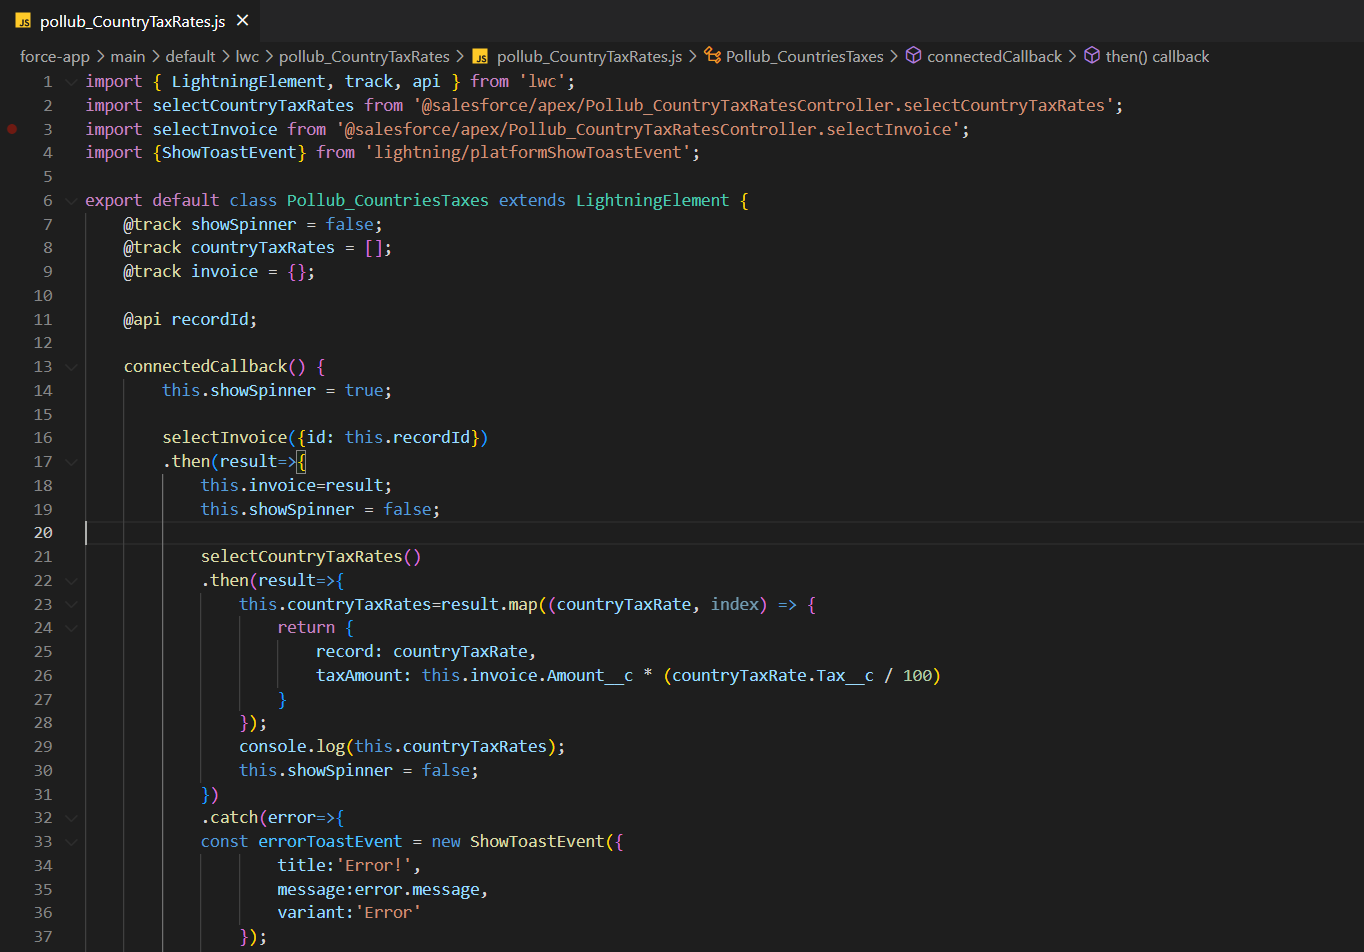 JS pollub_CountryTaxRates.js ×
force-app > main > default > lwc > pollub_CountryTaxRates > JS pollub_CountryTaxRates.js > Pollub_CountriesTaxes > connectedCallback > then() callback
1 import { LightningElement, track, api } from 'lwc';
2 import selectCountryTaxRates from '@salesforce/apex/Pollub_CountryTaxRatesController.selectCountryTaxRates';
3 import selectInvoice from '@salesforce/apex/Pollub_CountryTaxRatesController.selectInvoice';
4 import {ShowToastEvent} from 'lightning/platformShowToastEvent';
5
6 export default class Pollub_CountriesTaxes extends LightningElement {
7     @track showSpinner = false;
8     @track countryTaxRates = [];
9     @track invoice = {};
10
11     @api recordId;
12
13     connectedCallback() {
14         this.showSpinner = true;
15
16         selectInvoice({id: this.recordId})
17         .then(result=>{
18             this.invoice=result;
19             this.showSpinner = false;
20
21             selectCountryTaxRates()
22             .then(result=>{
23                 this.countryTaxRates=result.map((countryTaxRate, index) => {
24                     return {
25                         record: countryTaxRate,
26                         taxAmount: this.invoice.Amount__c * (countryTaxRate.Tax__c / 100)
27                     }
28                 });
29                 console.log(this.countryTaxRates);
30                 this.showSpinner = false;
31             })
32             .catch(error=>{
33             const errorToastEvent = new ShowToastEvent({
34                     title:'Error!',
35                     message:error.message,
36                     variant:'Error'
37                 });